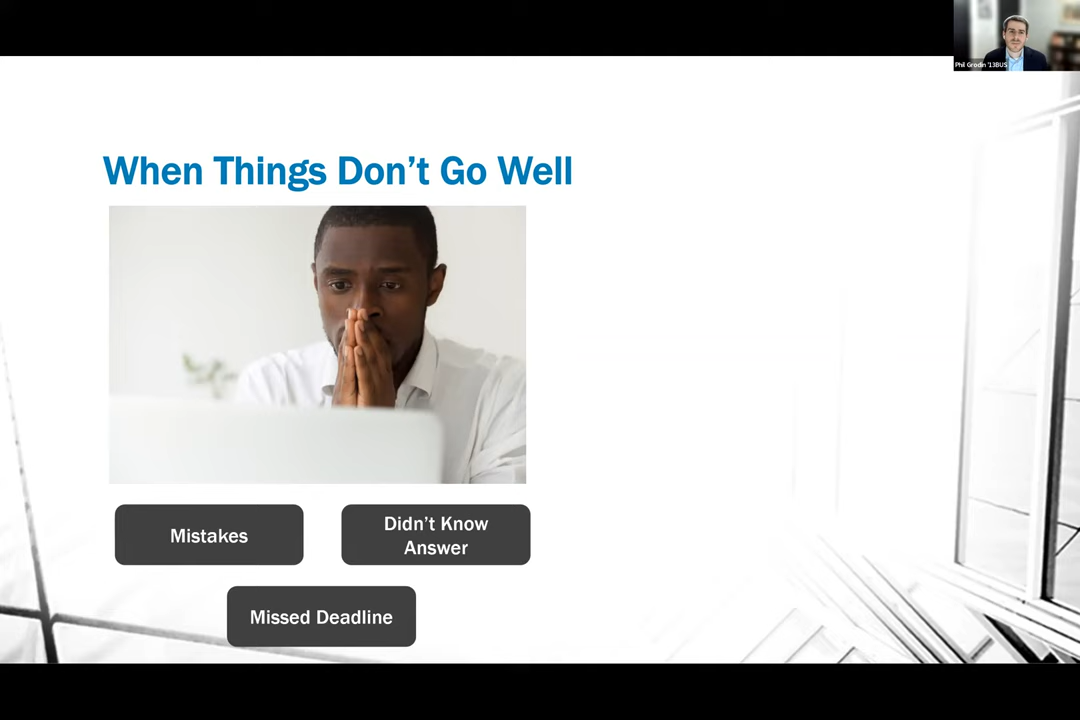 Phil Grodin '13BUS
When Things Don’t Go Well
Mistakes
Didn’t Know
Answer
Missed Deadline